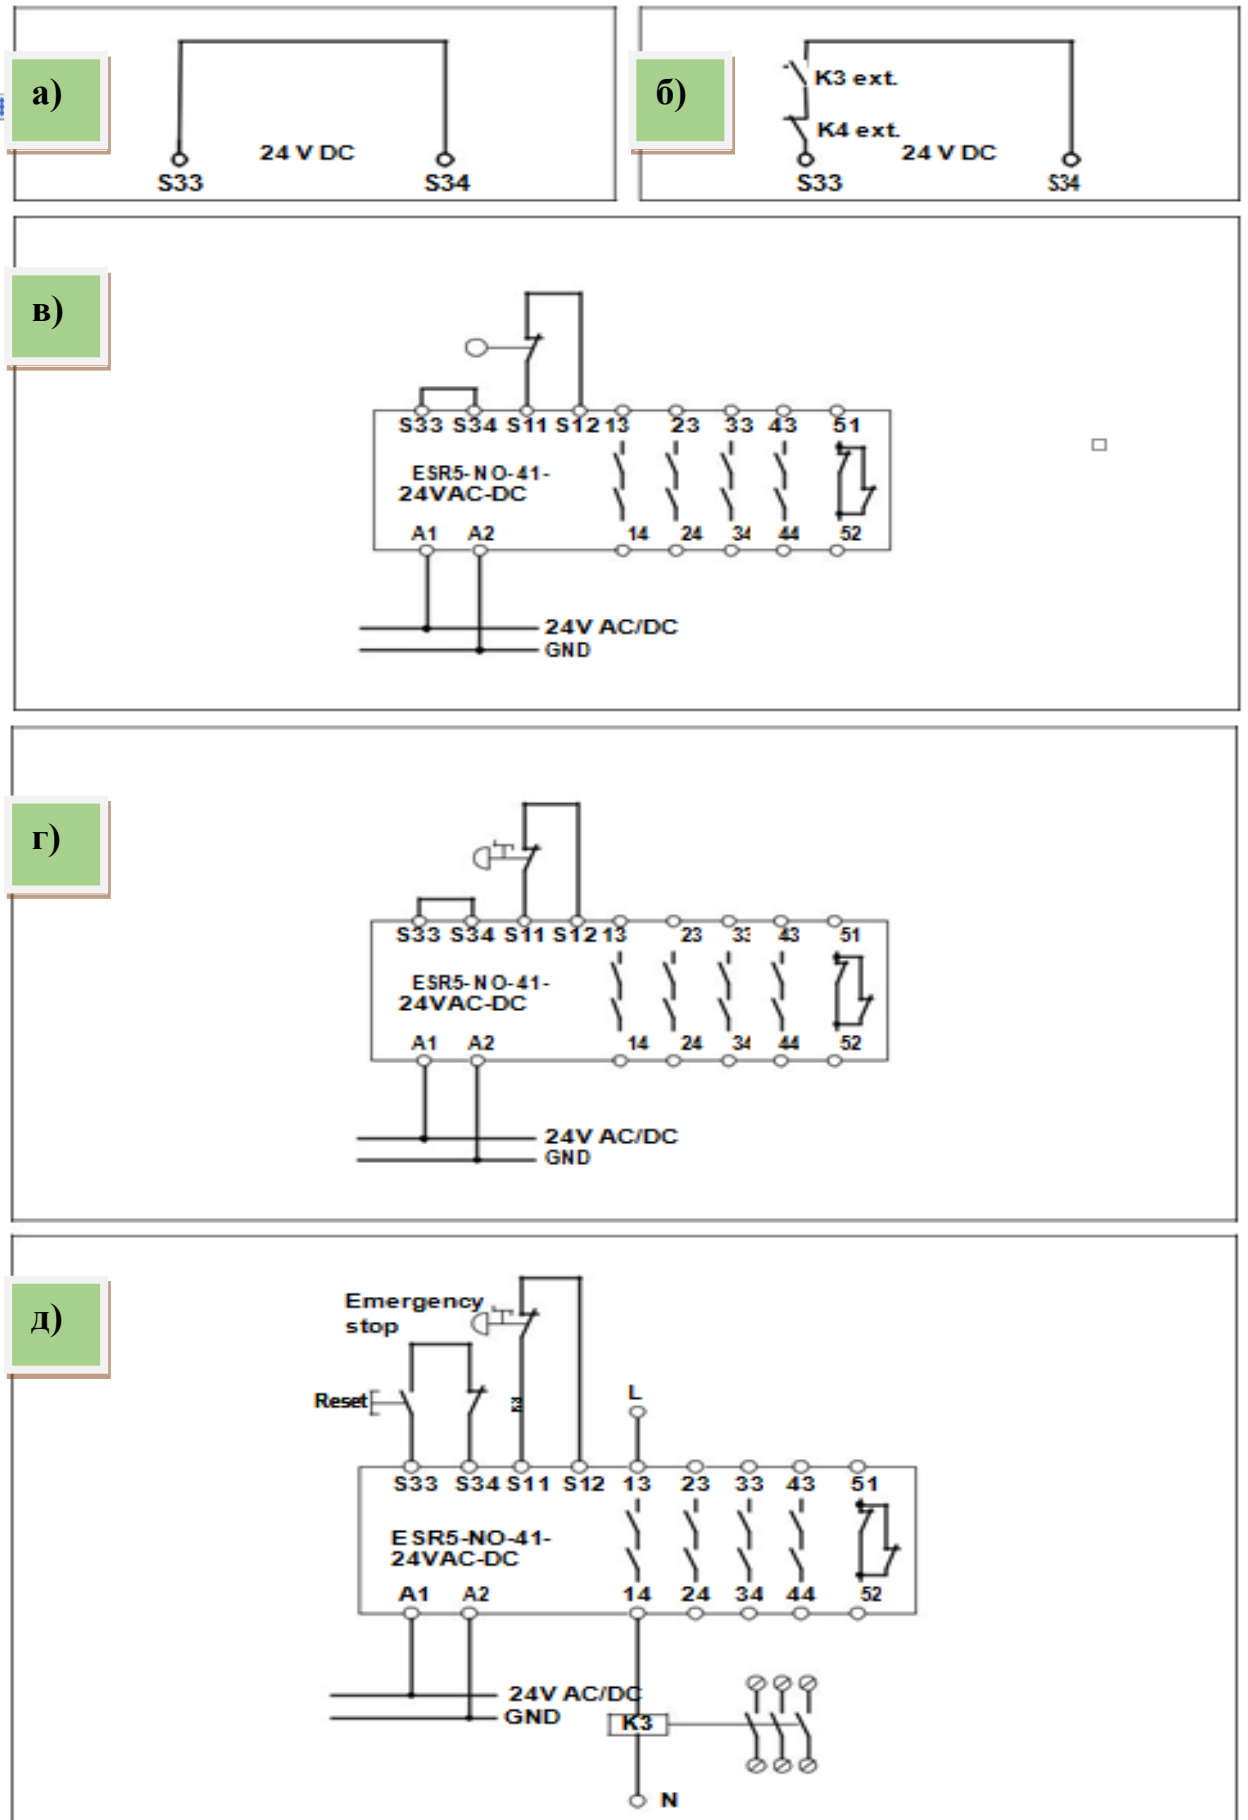 а)
24 V DC
S33 S34
б)
K3 ext.
K4 ext.
24 V DC
S33 S34
в)
S33 S34 S11 S12 13 23 33 43 51
ESR5-NO-41-
24VAC-DC
A1 A2 14 24 34 44 52
24V AC/DC
GND
г)
S33 S34 S11 S12 13 23 33 43 51
ESR5-NO-41-
24VAC-DC
A1 A2 14 24 34 44 52
24V AC/DC
GND
д)
Emergency
stop
Reset
K3
L
S33 S34 S11 S12 13 23 33 43 51
ESR5-NO-41-
24VAC-DC
A1 A2 14 24 34 44 52
24V AC/DC
GND
K3
N